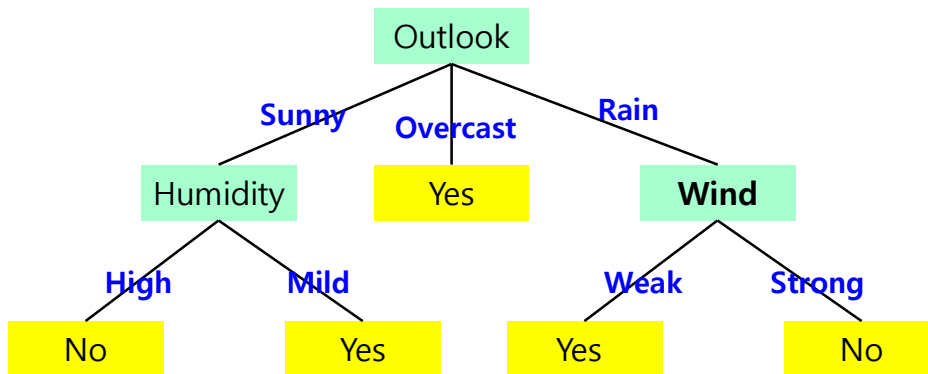 Outlook
Sunny
Overcast
Rain
Humidity
Yes
Wind
High
Mild
Weak
Strong
No
Yes
Yes
No